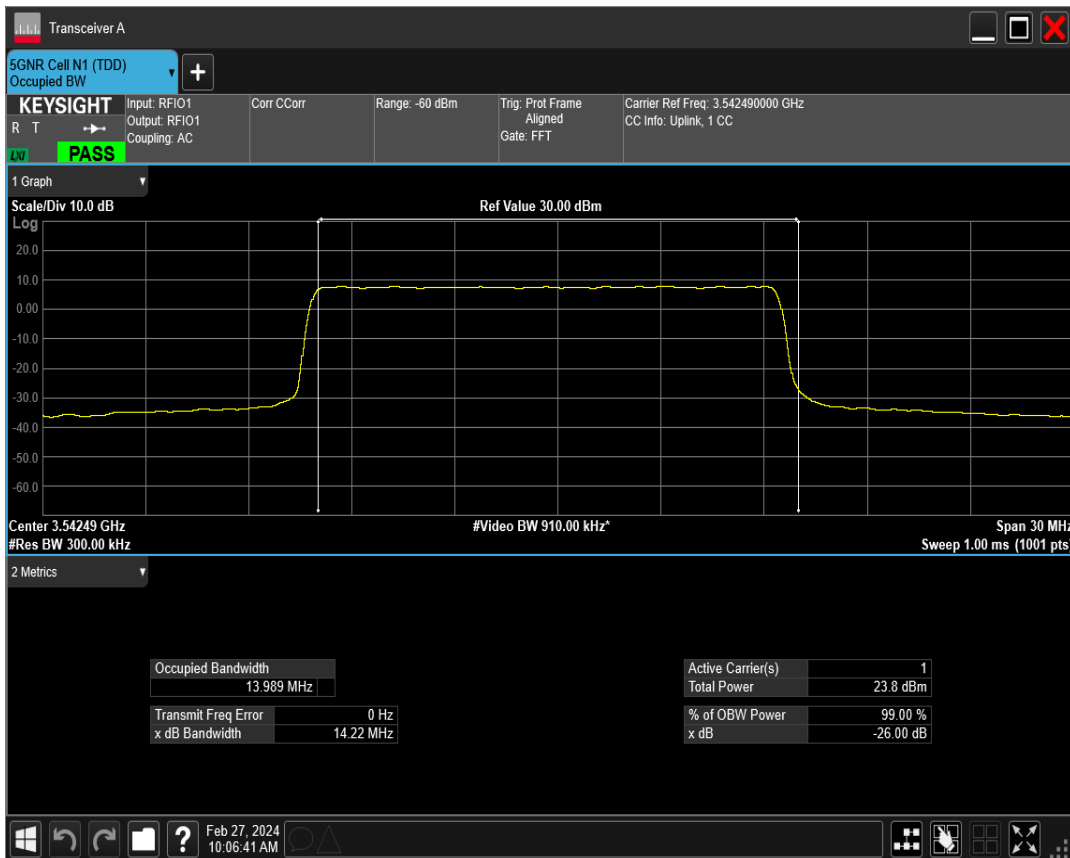 Transceiver A
5GNR Cell N1 (TDD)
Occupied BW
+
KEYSIGHT
R T
LXI
PASS
Input: RFIO1
Output: RFIO1
Coupling: AC
Corr CCorr
Range: -60 dBm
Trig: Prot Frame
Aligned
Gate: FFT
Carrier Ref Freq: 3.542490000 GHz
CC Info: Uplink, 1 CC
1 Graph
Scale/Div 10.0 dB
Ref Value 30.00 dBm
Log
20.0
10.0
0.00
-10.0
-20.0
-30.0
-40.0
-50.0
-60.0
Center 3.54249 GHz
#Video BW 910.00 kHz*
Span 30 MHz
#Res BW 300.00 kHz
Sweep 1.00 ms (1001 pts)
2 Metrics
Occupied Bandwidth
13.989 MHz
Transmit Freq Error 0 Hz
x dB Bandwidth 14.22 MHz
Active Carrier(s) 1
Total Power 23.8 dBm
% of OBW Power 99.00 %
x dB -26.00 dB
?
Feb 27, 2024
10:06:41 AM